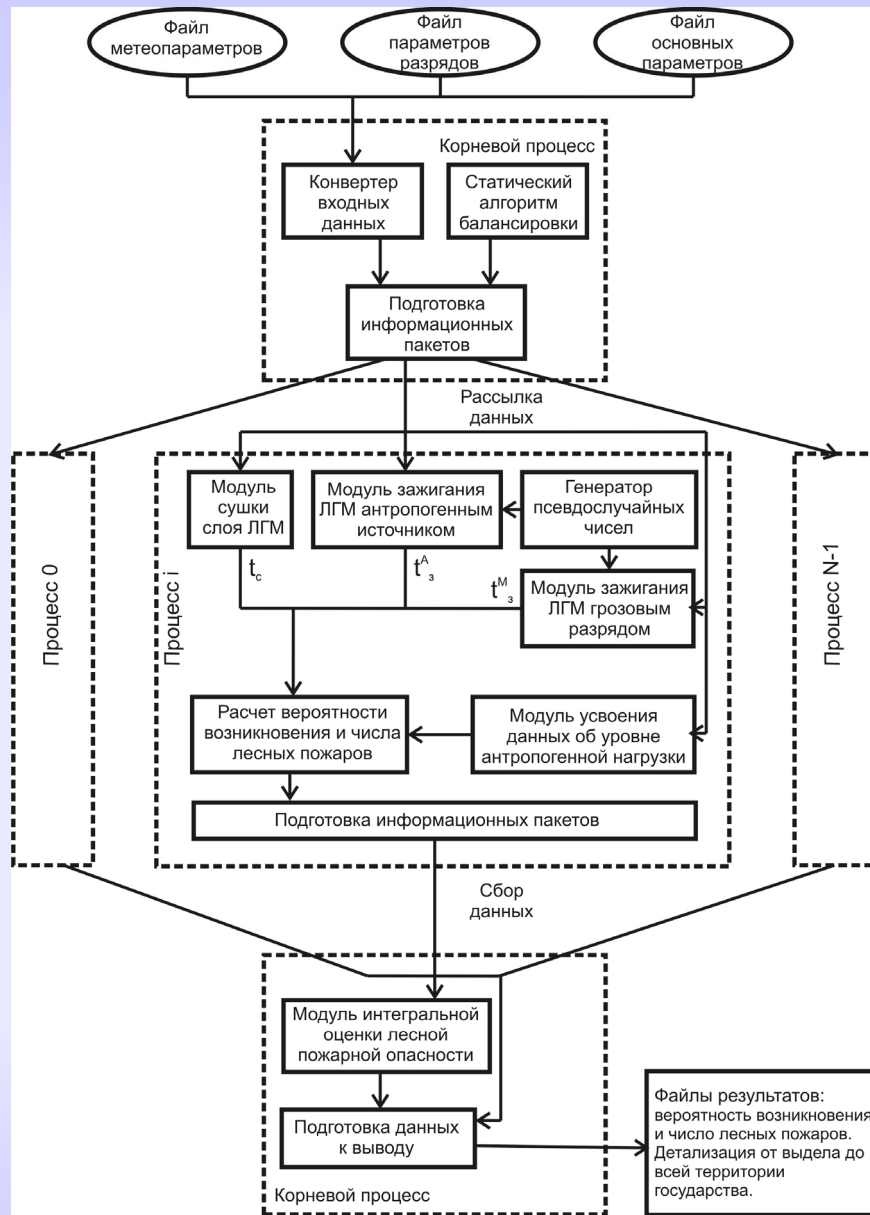 Файл
метеопараметров
Файл
параметров
разрядов
Файл
основных
параметров
Корневой процесс
Конвертер
входных
данных
Статический
алгоритм
балансировки
Подготовка
информационных
пакетов
Рассылка
данных
Процесс 0
Процесс i
Процесс N-1
Модуль
сушки
слоя ЛГМ
Модуль зажигания
ЛГМ антропогенным
источником
Генератор
псевдослучайных
чисел
tс
tАз
tМз
Модуль зажигания
ЛГМ грозовым
разрядом
Расчет вероятности
возникновения и числа
лесных пожаров
Модуль усвоения
данных об уровне
антропогенной нагрузки
Подготовка информационных пакетов
Сбор
данных
Модуль интегральной
оценки лесной
пожарной опасности
Подготовка данных
к выводу
Корневой процесс
Файлы результатов:
вероятность возникновения
и число лесных пожаров.
Детализация от выдела до
всей территории
государства.